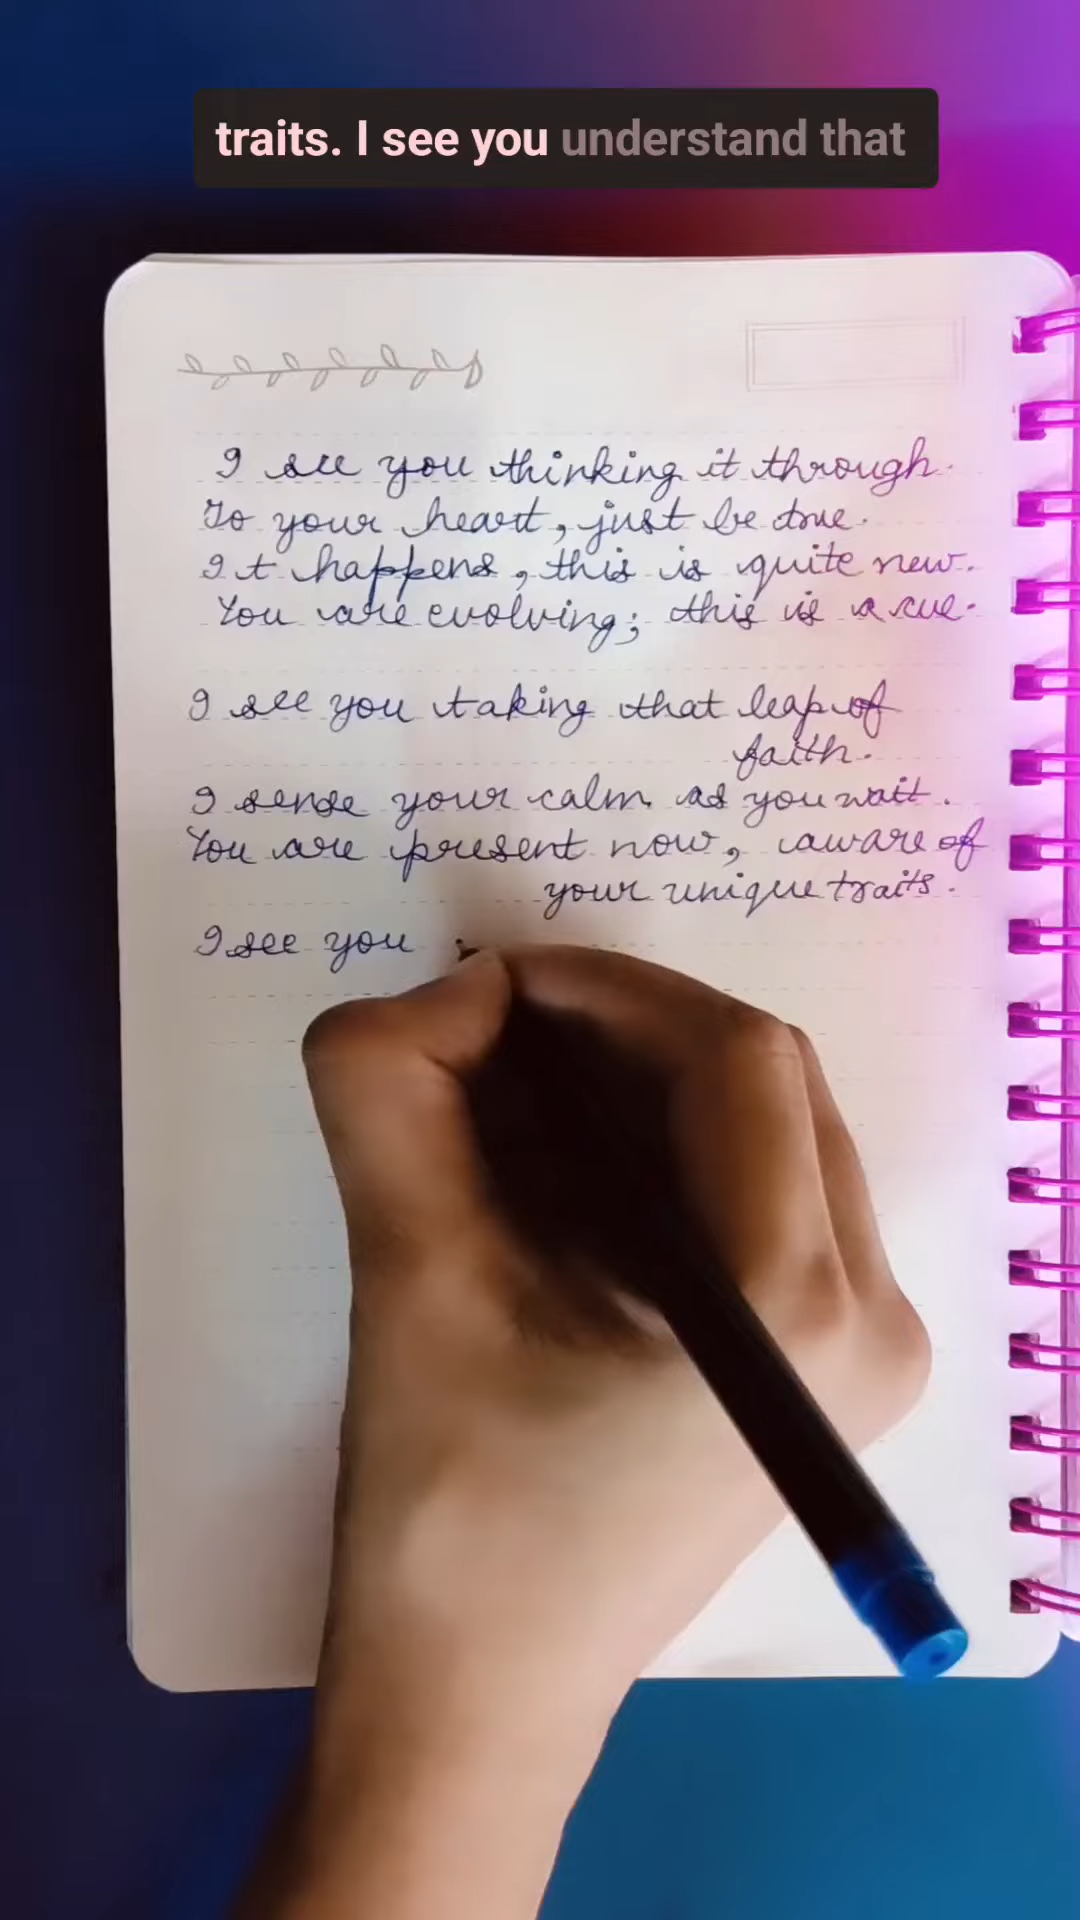 traits. I see you understand that
I see you thinking it through.
To your heart, just be true.
It happens, this is quite new.
You are evolving; this is a cue.
I see you taking that leap of
faith.
I sense your calm as you wait.
You are present now, aware of
your unique traits.
I see you